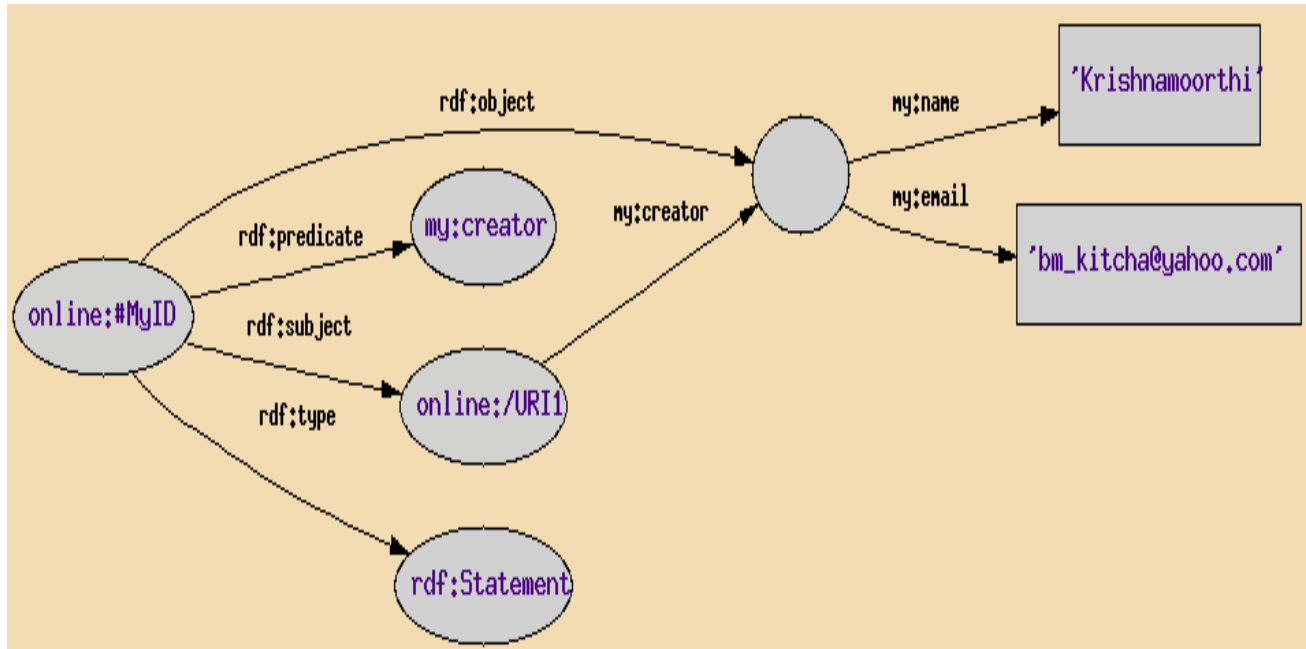 'Krishnamoorthi'
rdf:object
my:name
my:creator
rdf:predicate
my:creator
my:email
'bm_kitcha@yahoo.com'
online:#MyID
rdf:subject
online:/URI1
rdf:type
rdf:Statement